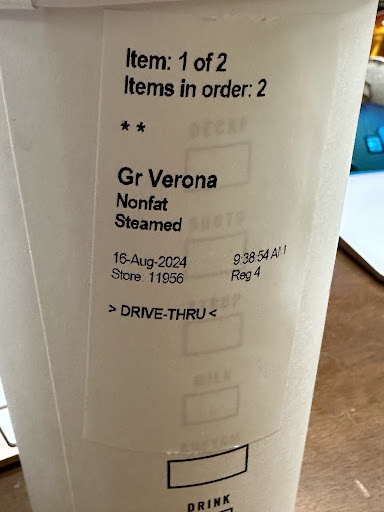 Item: 1 of 2
Items in order: 2
**
DECAF
Gr Verona
Nonfat
Steamed
SHOTS
16-Aug-2024 9:38:54 AM
Store: 11956 Reg 4
SYRUP
> DRIVE-THRU <
MILK
CUSTOM
DRINK